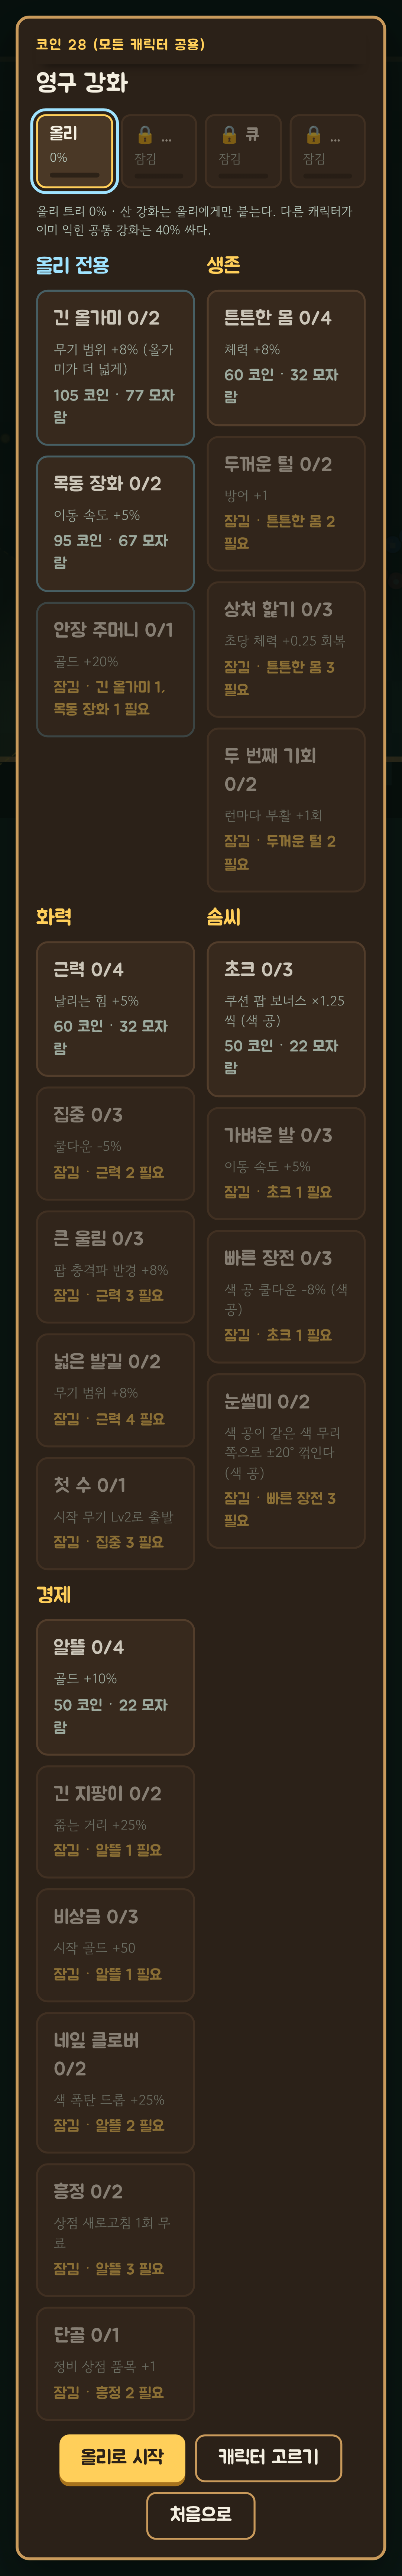 코인 28 (모든 캐릭터 공용)
영구 강화
올리
0%
🔒 ...
잠김
🔒 큐
잠김
🔒 ...
잠김
올리 트리 0% · 산 강화는 올리에게만 붙는다. 다른 캐릭터가
이미 익힌 공통 강화는 40% 싸다.
올리 전용
긴 올가미 0/2
무기 범위 +8% (올가
미가 더 넓게)
105 코인 · 77 모자
람
목동 장화 0/2
이동 속도 +5%
95 코인 · 67 모자
람
안장 주머니 0/1
골드 +20%
잠김 · 긴 올가미 1,
목동 장화 1 필요
생존
튼튼한 몸 0/4
체력 +8%
60 코인 · 32 모자
람
두꺼운 털 0/2
방어 +1
잠김 · 튼튼한 몸 2
필요
상처 핥기 0/3
초당 체력 +0.25 회복
잠김 · 튼튼한 몸 3
필요
두 번째 기회
0/2
런마다 부활 +1회
잠김 · 두꺼운 털 2
필요
화력
근력 0/4
날리는 힘 +5%
60 코인 · 32 모자
람
집중 0/3
쿨다운 -5%
잠김 · 근력 2 필요
큰 울림 0/3
팝 충격파 반경 +8%
잠김 · 근력 3 필요
넓은 발길 0/2
무기 범위 +8%
잠김 · 근력 4 필요
첫 수 0/1
시작 무기 Lv2로 출발
잠김 · 집중 3 필요
솜씨
초크 0/3
쿠션 팝 보너스 ×1.25
씩 (색 공)
50 코인 · 22 모자
람
가벼운 발 0/3
이동 속도 +5%
잠김 · 초크 1 필요
빠른 장전 0/3
색 공 쿨다운 -8% (색
공)
잠김 · 초크 1 필요
눈썰미 0/2
색 공이 같은 색 무리
쪽으로 ±20° 꺾인다
(색 공)
잠김 · 빠른 장전 3
필요
경제
알뜰 0/4
골드 +10%
50 코인 · 22 모자
람
긴 지팡이 0/2
줍는 거리 +25%
잠김 · 알뜰 1 필요
비상금 0/3
시작 골드 +50
잠김 · 알뜰 1 필요
네잎 클로버
0/2
색 폭탄 드롭 +25%
잠김 · 알뜰 2 필요
흥정 0/2
상점 새로고침 1회 무
료
잠김 · 알뜰 3 필요
단골 0/1
정비 상점 품목 +1
잠김 · 흥정 2 필요
올리로 시작
캐릭터 고르기
처음으로